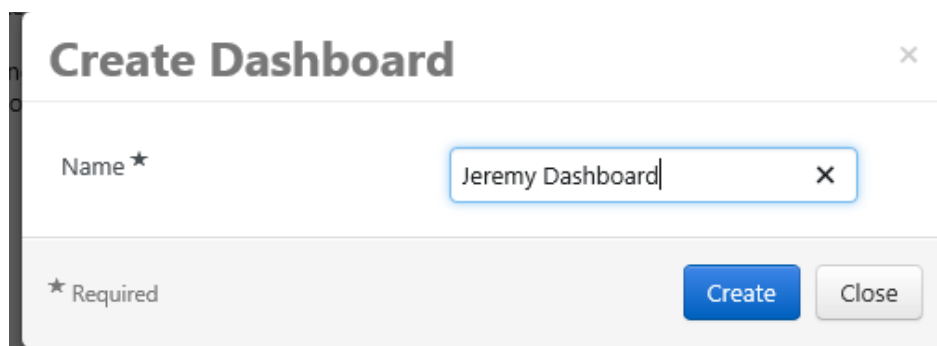 Create Dashboard ×
Name ★ Jeremy Dashboard ×
★ Required Create Close